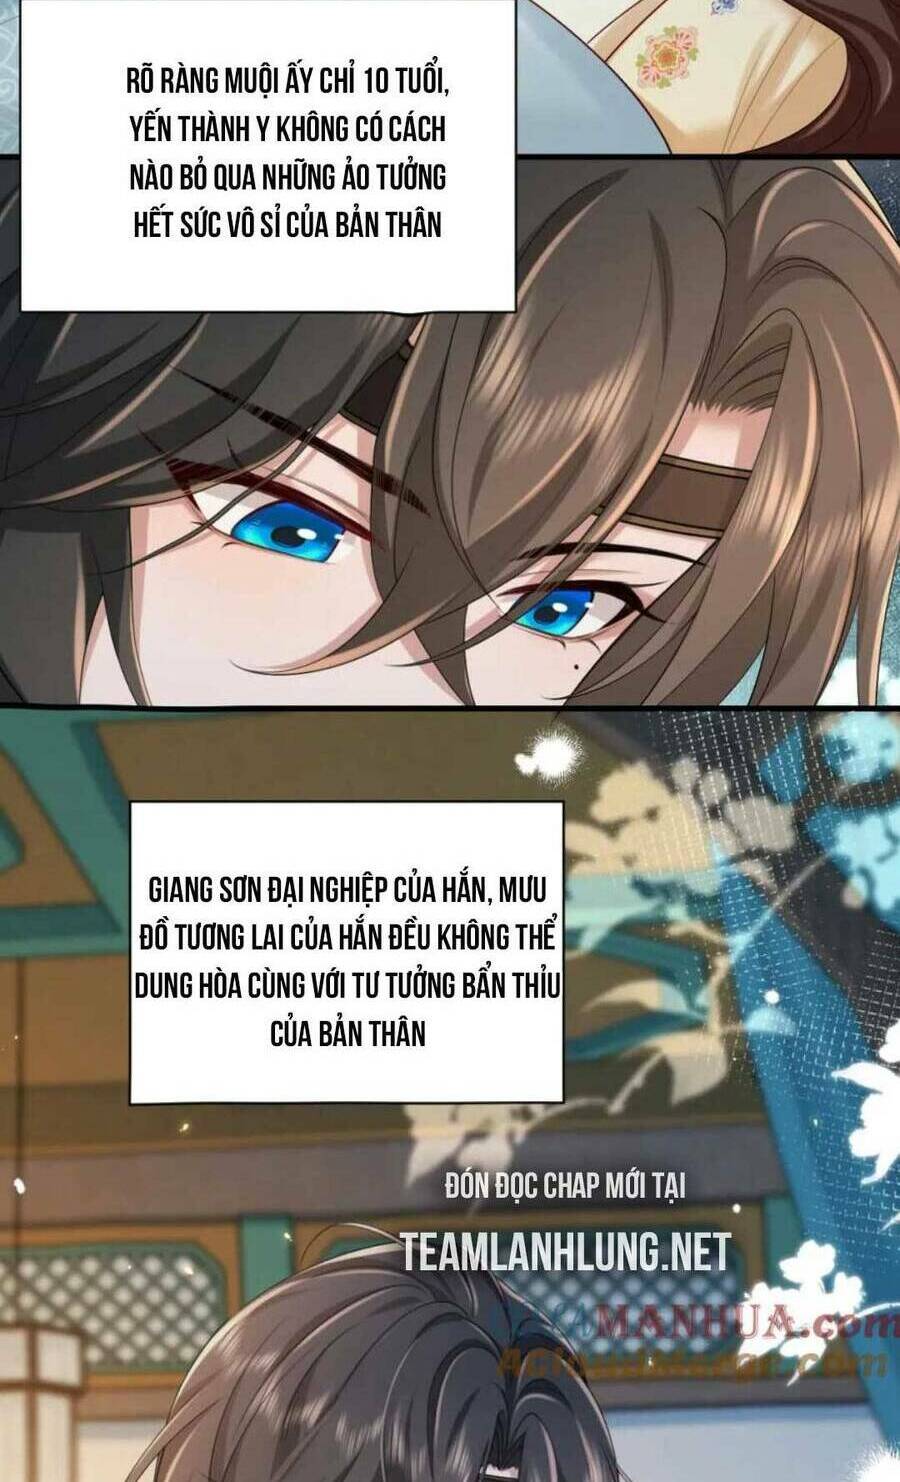 RÕ RÀNG MUỘI ẤY CHỈ 10 TUỔI,
YẾN THÀNH Y KHÔNG CÓ CÁCH
NÀO BỎ QUA NHỮNG ẢO TƯỞNG
HẾT SỨC VÔ SỈ CỦA BẢN THÂN
GIANG SƠN ĐẠI NGHIỆP CỦA HẮN, MƯU
ĐỒ TƯƠNG LAI CỦA HẮN ĐỀU KHÔNG THỂ
DUNG HÒA CÙNG VỚI TƯ TƯỞNG BẨN THỈU
CỦA BẢN THÂN
ĐÓN ĐỌC CHAP MỚI TẠI
TEAMLANHLUNG.NET
MANHUA.com